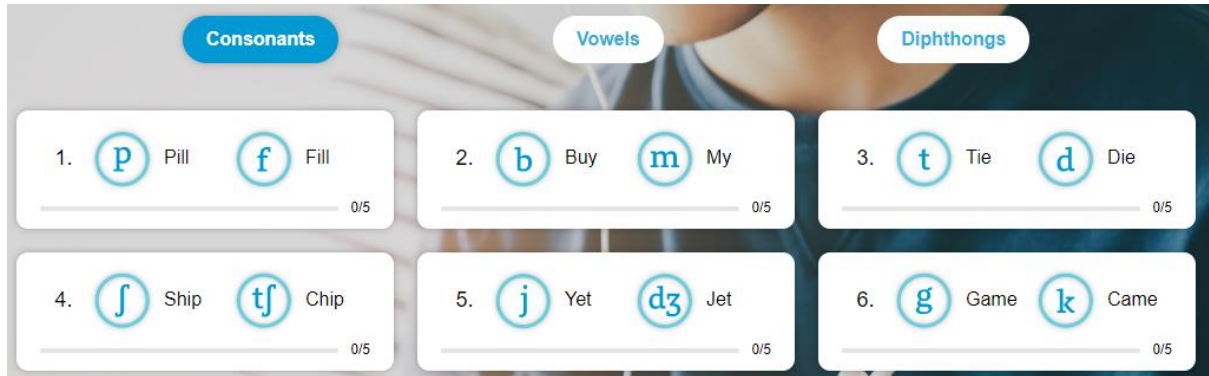 Consonants Vowels Diphthongs
1. p Pill f Fill
0/5
2. b Buy m My
0/5
3. t Tie d Die
0/5
4. ʃ Ship tʃ Chip
0/5
5. j Yet dʒ Jet
0/5
6. g Game k Came
0/5